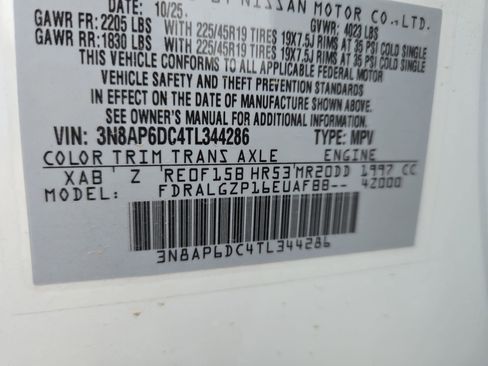 DATE: 10/25. BY NISSAN MOTOR CO., LTD.
GVWR: 4023 LBS
GAWR FR: 2205 LBS WITH 225/45R19 TIRES 19X7.5J RIMS AT 35 PSI COLD SINGLE
GAWR RR: 1830 LBS WITH 225/45R19 TIRES 19X7.5J RIMS AT 35 PSI COLD SINGLE
THIS VEHICLE CONFORMS TO ALL APPLICABLE FEDERAL MOTOR
VEHICLE SAFETY AND THEFT PREVENTION STANDARDS
IN EFFECT ON THE DATE OF MANUFACTURE SHOWN ABOVE.
SEE OWNER'S MANUAL FOR ADDITIONAL INFORMATION.
VIN: 3N8AP6DC4TL344286 TYPE: MPV
COLOR TRIM TRANS AXLE ENGINE
XAB Z RE0F15B HR53 MR20DD 1997 CC
MODEL: FDRALGZP16EUAFBB-- 4Z000
3N8AP6DC4TL344286